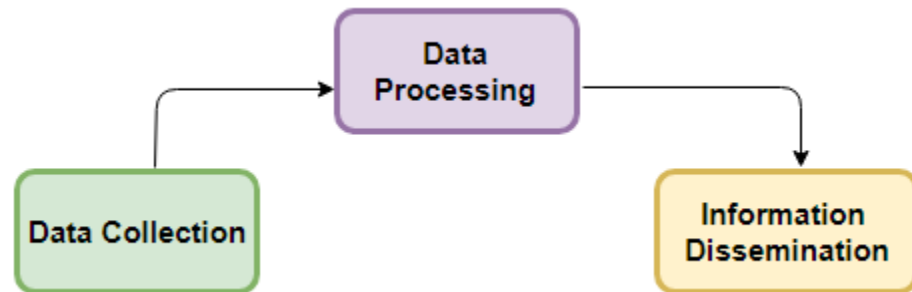 Data
Processing
Data Collection
Information
Dissemination